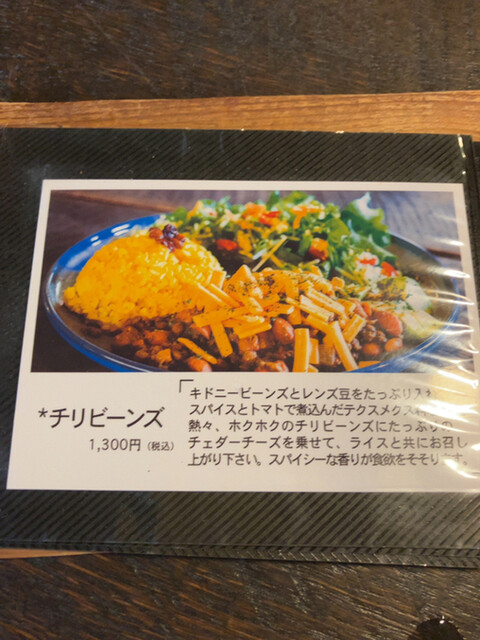 *チリビーンズ
1,300円(税込)
「キドニービーンズとレンズ豆をたっぷり入れ
スパイスとトマトで煮込んだテクスメクス
熱々、ホクホクのチリビーンズにたっぷりの
チェダーチーズを乗せて、ライスと共にお召し
上がり下さい。スパイシーな香りが食欲をそそります。